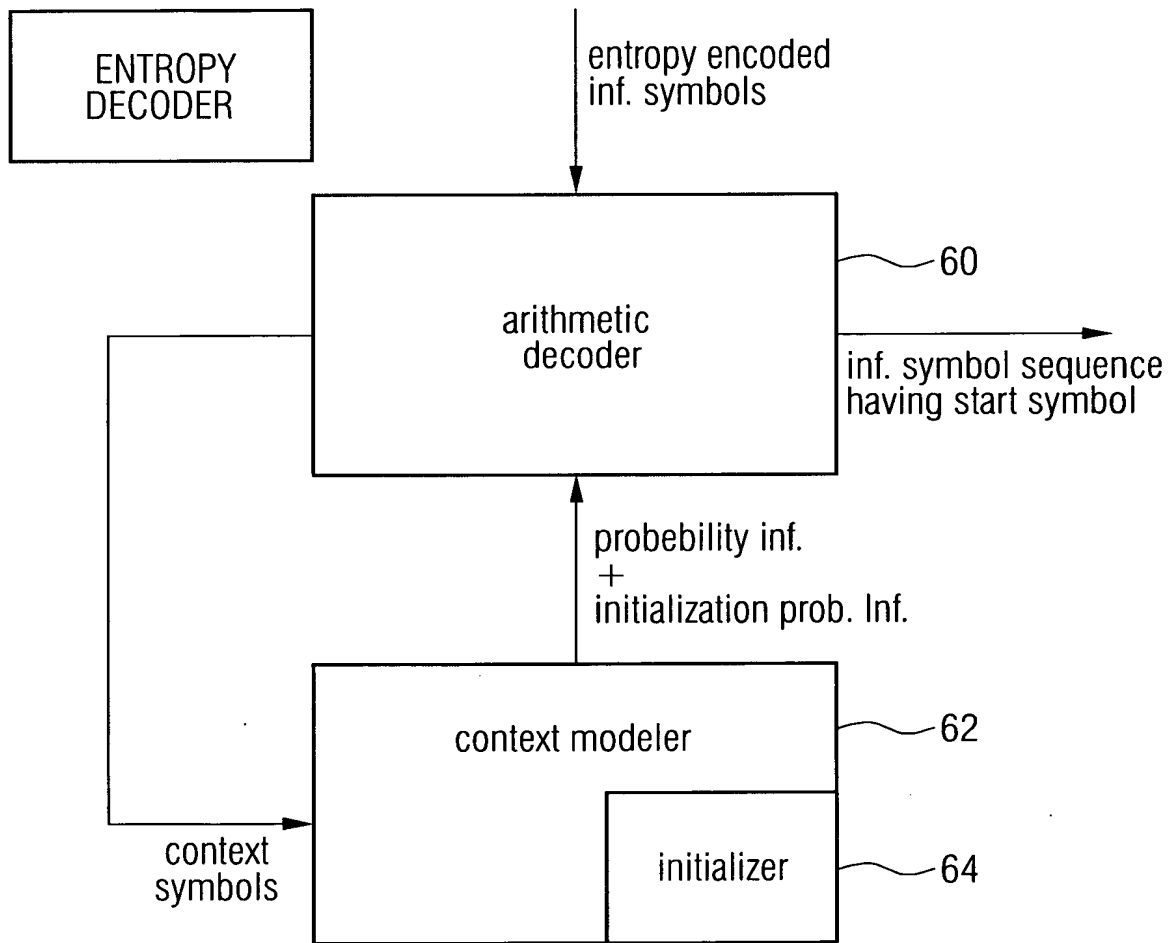 ENTROPY
DECODER
entropy encoded
inf. symbols
60
arithmetic
decoder
inf. symbol sequence
having start symbol
probebility inf.
+
initialization prob. Inf.
62
context modeler
context
symbols
initializer
64